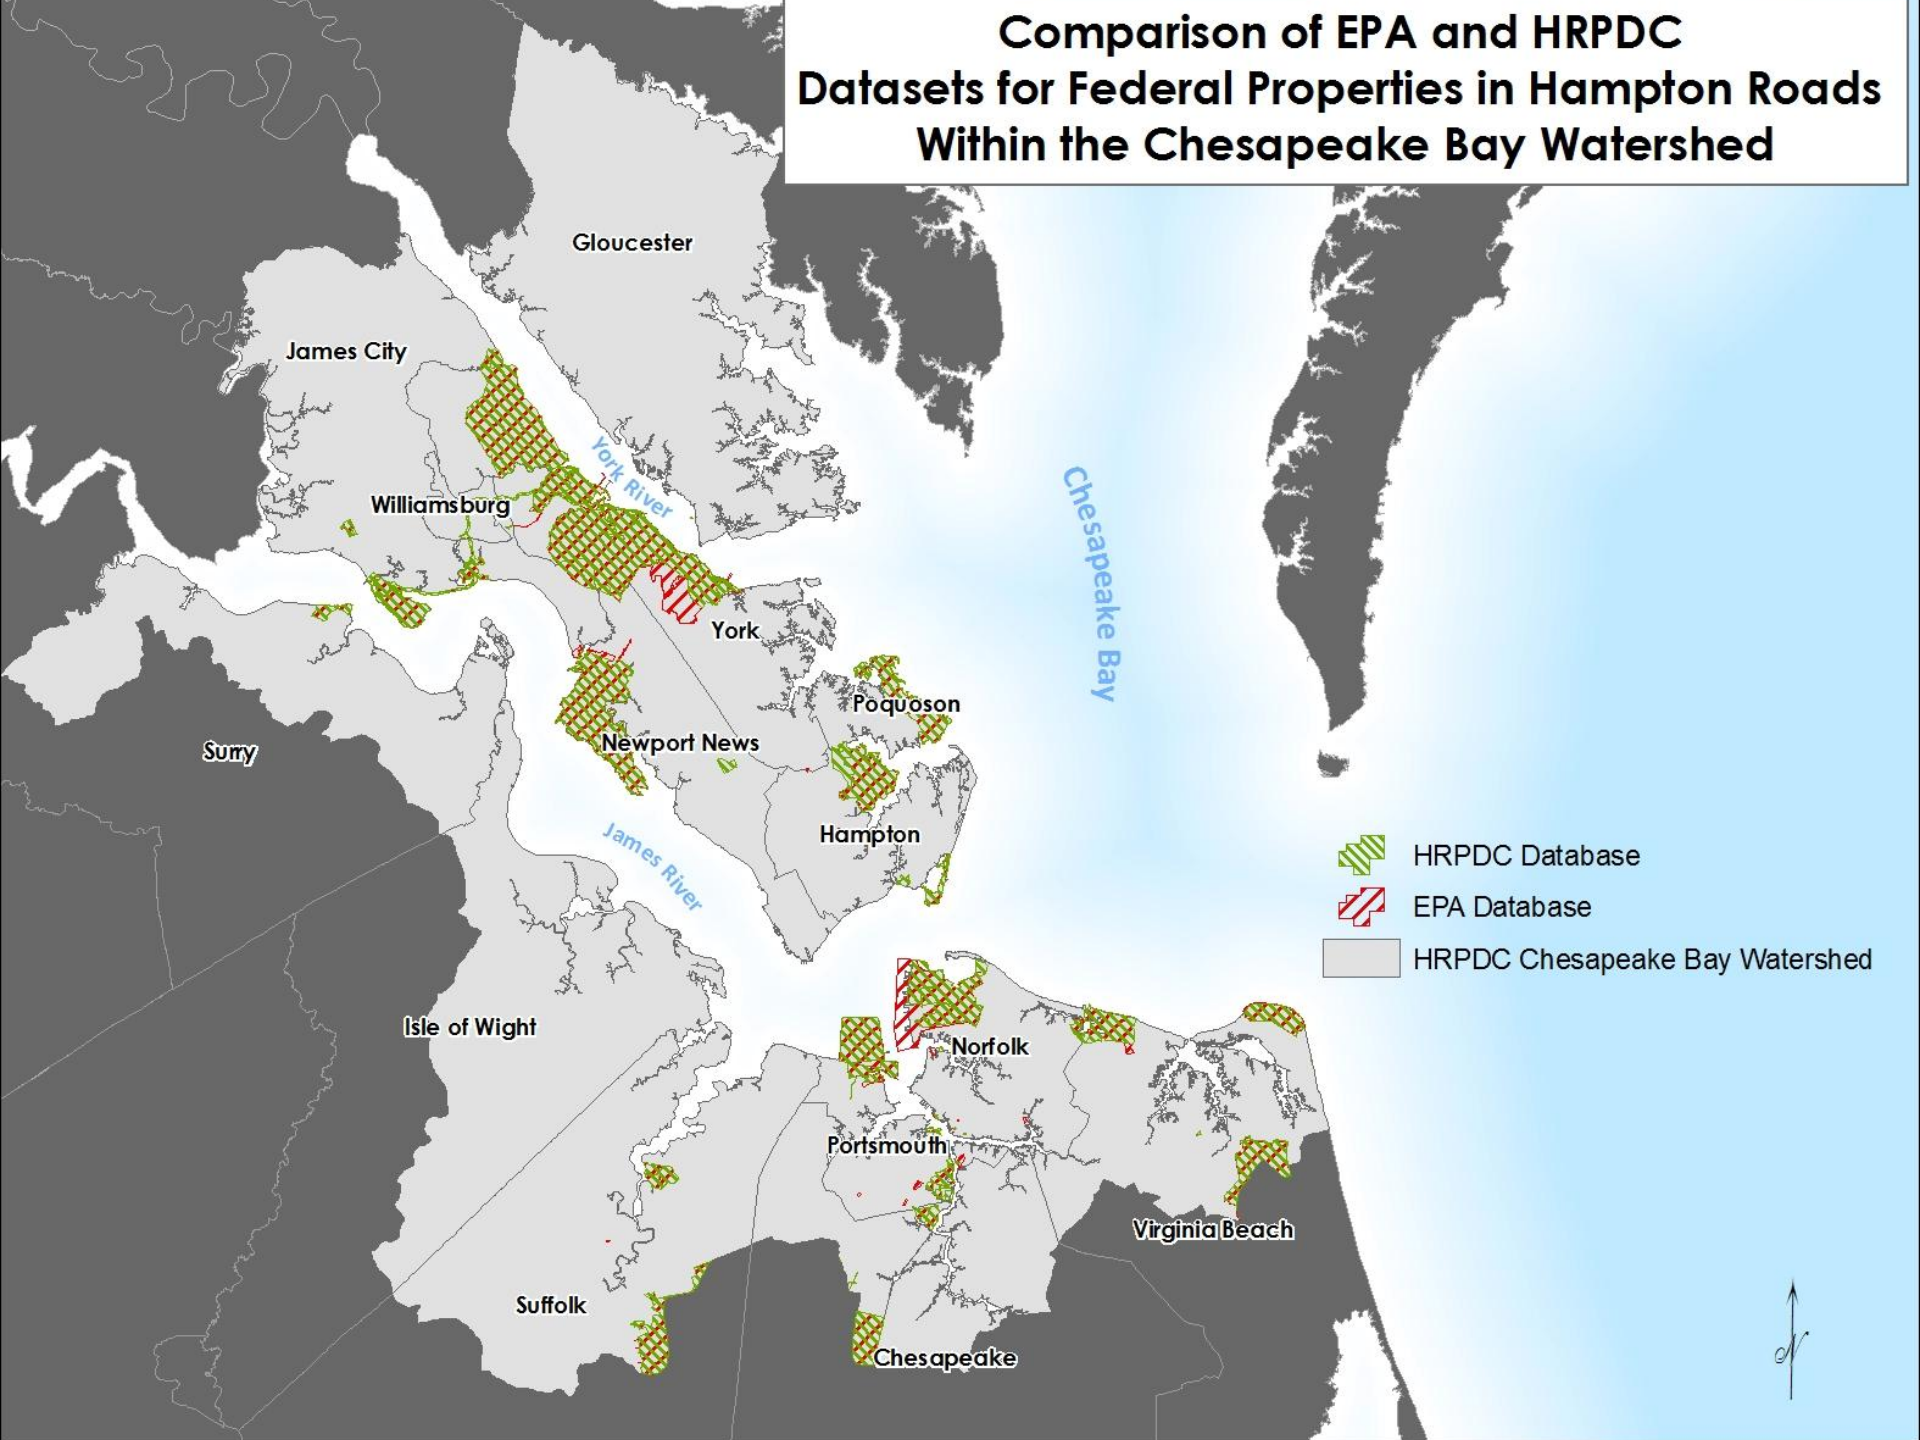 Comparison of EPA and HRPDC
Datasets for Federal Properties in Hampton Roads
Within the Chesapeake Bay Watershed
Gloucester
James City
York River
Williamsburg
Chesapeake Bay
York
Poquoson
Surry
Newport News
Hampton
James River
HRPDC Database
EPA Database
HRPDC Chesapeake Bay Watershed
Isle of Wight
Norfolk
Portsmouth
Virginia Beach
Suffolk
Chesapeake
N